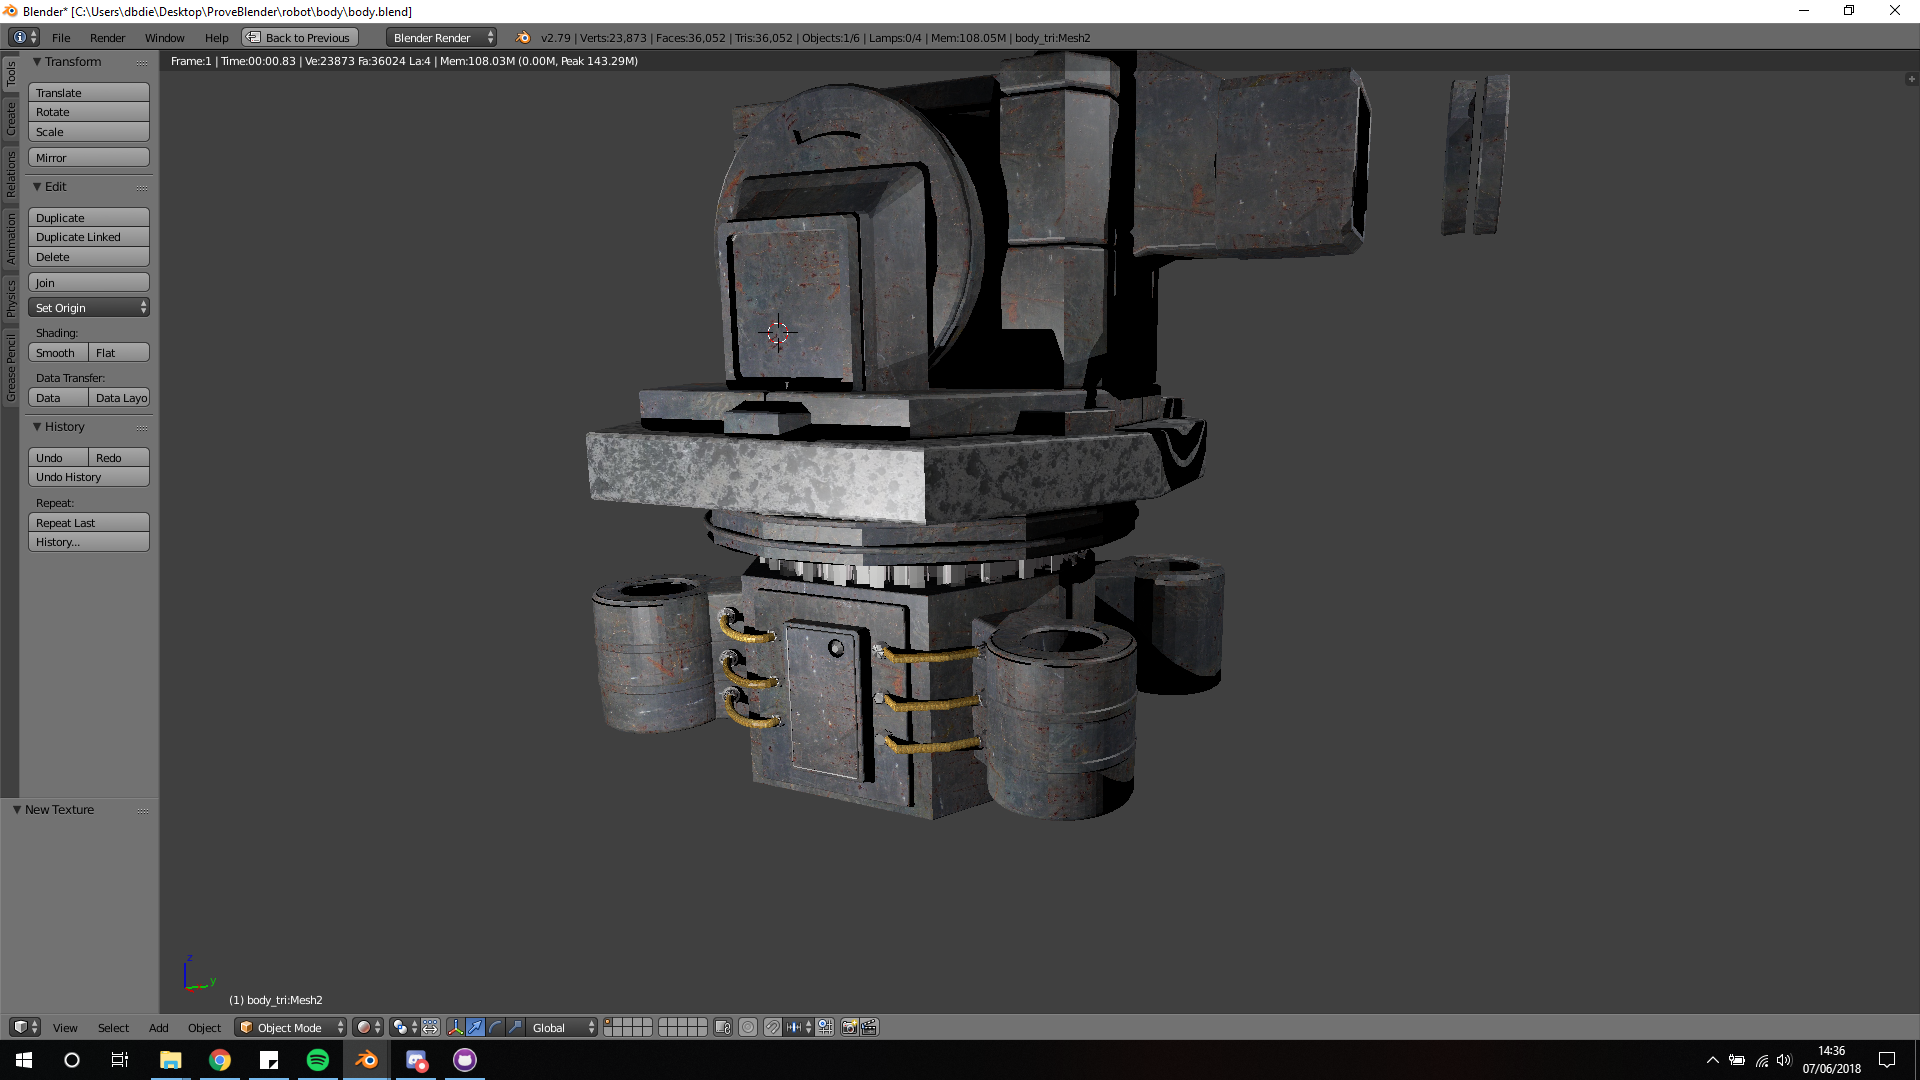 Blender* [C:\Users\dbdie\Desktop\ProveBlender\robot\body\body.blend]
File Render Window Help Back to Previous Blender Render v2.79 | Verts:23,873 | Faces:36,052 | Tris:36,052 | Objects:1/6 | Lamps:0/4 | Mem:108.05M | body_tri:Mesh2
Frame:1 | Time:00:00.83 | Ve:23873 Fa:36024 La:4 | Mem:108.03M (0.00M, Peak 143.29M)
Tools
Create
Relations
Animation
Physics
Grease Pencil
Transform
Translate
Rotate
Scale
Mirror
Edit
Duplicate
Duplicate Linked
Delete
Join
Set Origin
Shading:
Smooth Flat
Data Transfer:
Data Data Layo
History
Undo Redo
Undo History
Repeat:
Repeat Last
History...
New Texture
z
y
(1) body_tri:Mesh2
View Select Add Object Object Mode Global
14:36
07/06/2018